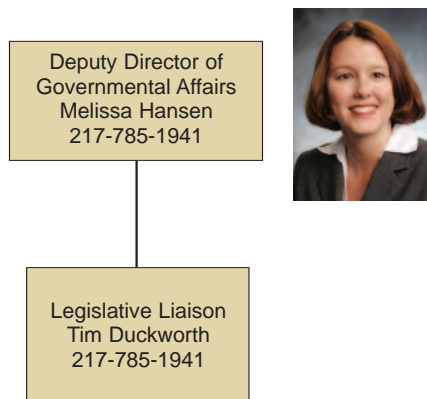 Deputy Director of
Governmental Affairs
Melissa Hansen
217-785-1941
Legislative Liaison
Tim Duckworth
217-785-1941